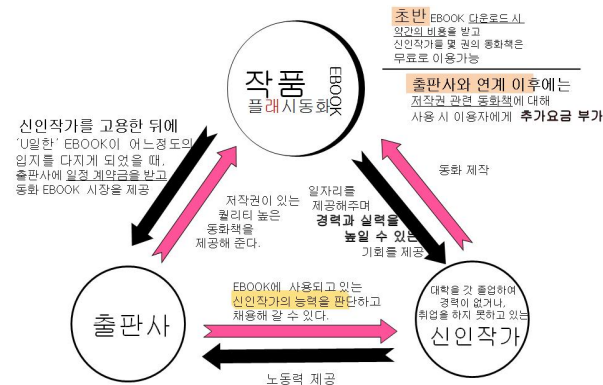 초반 EBOOK 다운로드 시
약간의 비용을 받고
신인작가를 몇 권의 동화책은
무료로 이용가능
출판사와 연계 이후에는
저작권 관련 동화책에 대해
사용 시 이용자에게 추가요금 부가
작품
EBOOK
플래시동화
신인작가를 고용한 뒤에
'U일한' EBOOK이 어느정도의
입지를 다지게 되었을 때,
출판사에 일정 계약금을 받고
동화 EBOOK 시장을 제공
저작권이 있는
퀄리티 높은
동화책을
제공해 준다.
일자리를
제공해주며
경력과 실력을
높일 수 있는
기회를 제공
동화 제작
출판사
EBOOK에 사용되고 있는
신인작가의 능력을 판단하고
채용해 갈 수 있다.
대학을 갓 졸업하여
경력이 없거나,
취업을 하지 못하고 있는
신인작가
노동력 제공